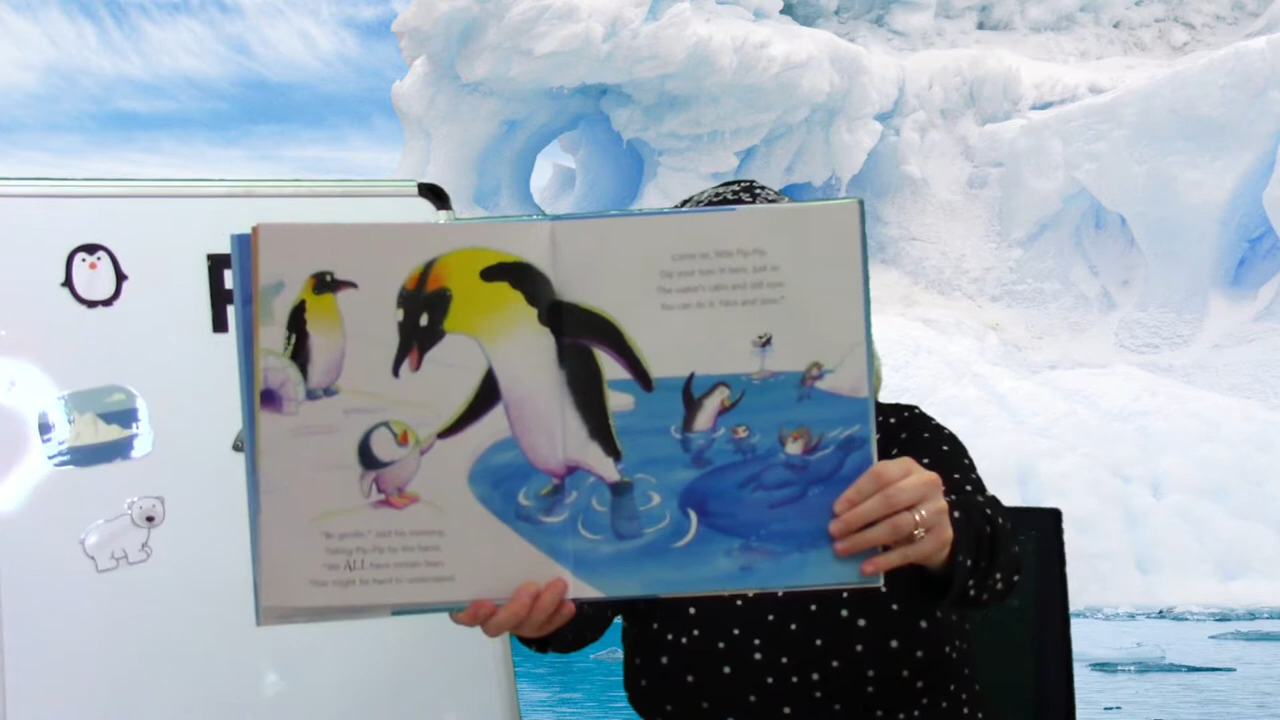 P
"Be gentle," said his mommy,
Taking Pip-Pip by the hand,
"We ALL have certain fears
That might be hard to understand.
Come on, little Pip-Pip,
Dip your toes in here, just so.
The water's calm and still now.
You can do it. Nice and slow."